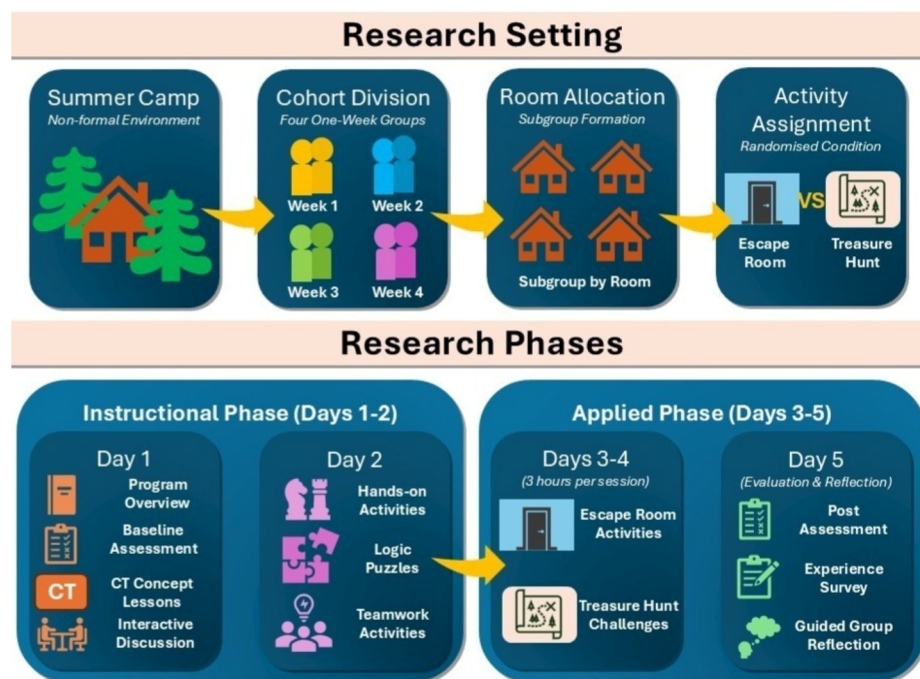 Research Setting
Summer Camp
Non-formal Environment
Cohort Division
Four One-Week Groups
Week 1
Week 2
Week 3
Week 4
Room Allocation
Subgroup Formation
Subgroup by Room
Activity
Assignment
Randomised Condition
VS
Escape
Room
Treasure
Hunt
Research Phases
Instructional Phase (Days 1-2)
Day 1
Program
Overview
Baseline
Assessment
CT
CT Concept
Lessons
Interactive
Discussion
Day 2
Hands-on
Activities
Logic
Puzzles
Teamwork
Activities
Applied Phase (Days 3-5)
Days 3-4
(3 hours per session)
Escape Room
Activities
Treasure Hunt
Challenges
Day 5
(Evaluation & Reflection)
Post
Assessment
Experience
Survey
Guided Group
Reflection